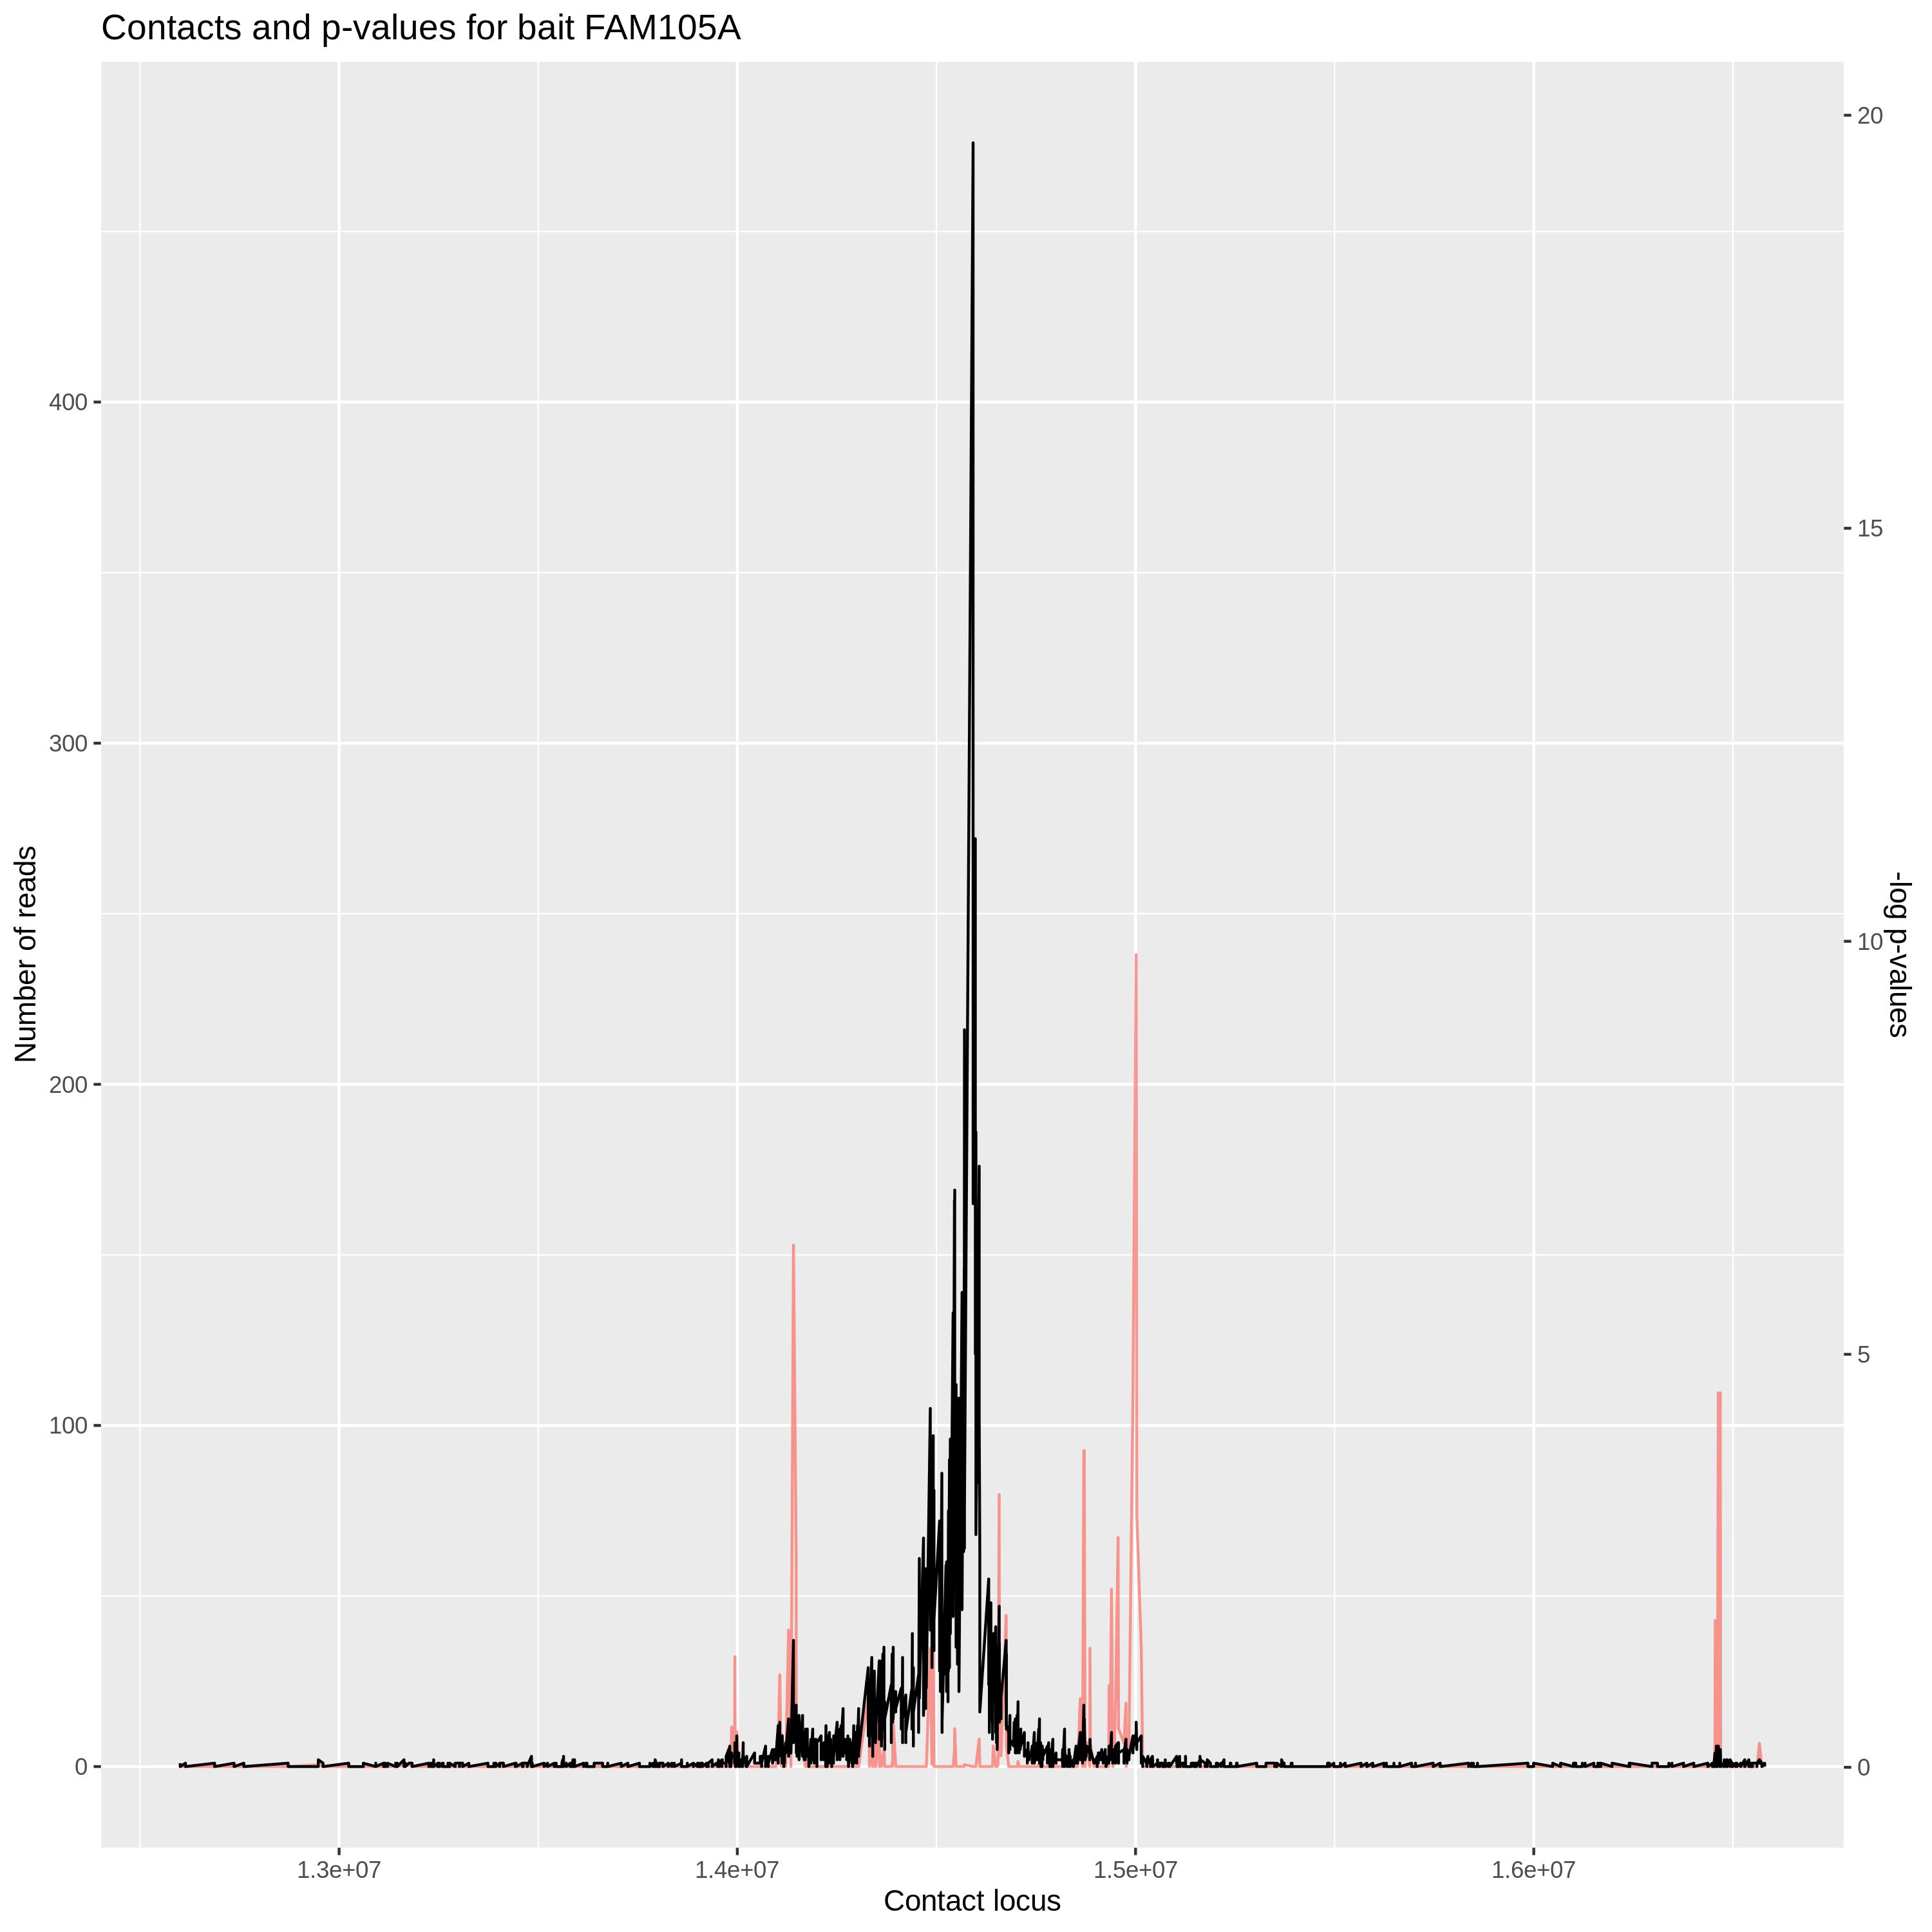 Contacts and p-values for bait FAM105A
Number of reads
400
300
200
100
0
20
15
10
5
0
-log p-values
1.3e+07
1.4e+07
1.5e+07
1.6e+07
Contact locus